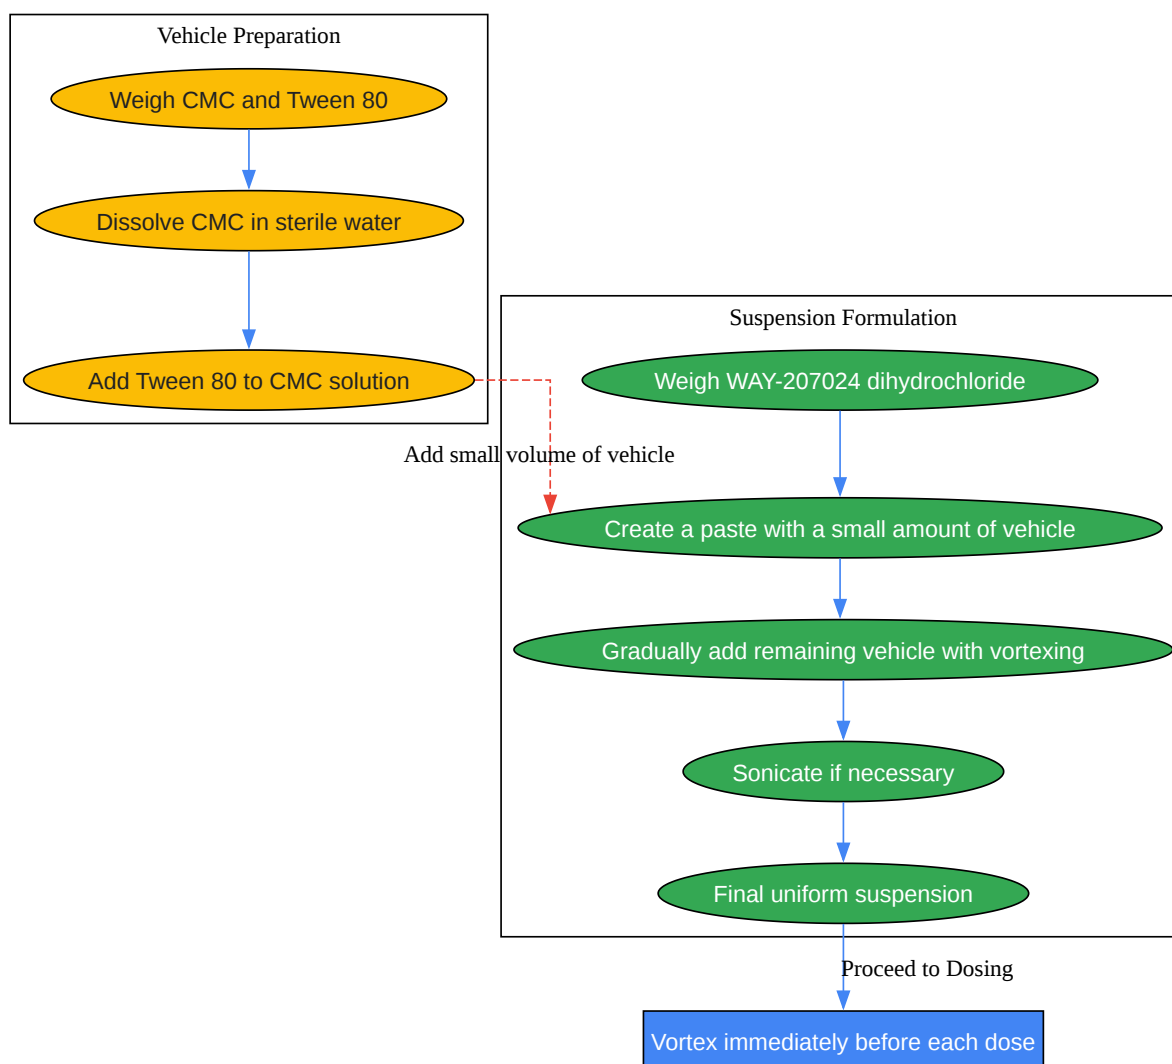 Vehicle Preparation
Weigh CMC and Tween 80
Dissolve CMC in sterile water
Add Tween 80 to CMC solution
Add small volume of vehicle
Suspension Formulation
Weigh WAY-207024 dihydrochloride
Create a paste with a small amount of vehicle
Gradually add remaining vehicle with vortexing
Sonicate if necessary
Final uniform suspension
Proceed to Dosing
Vortex immediately before each dose